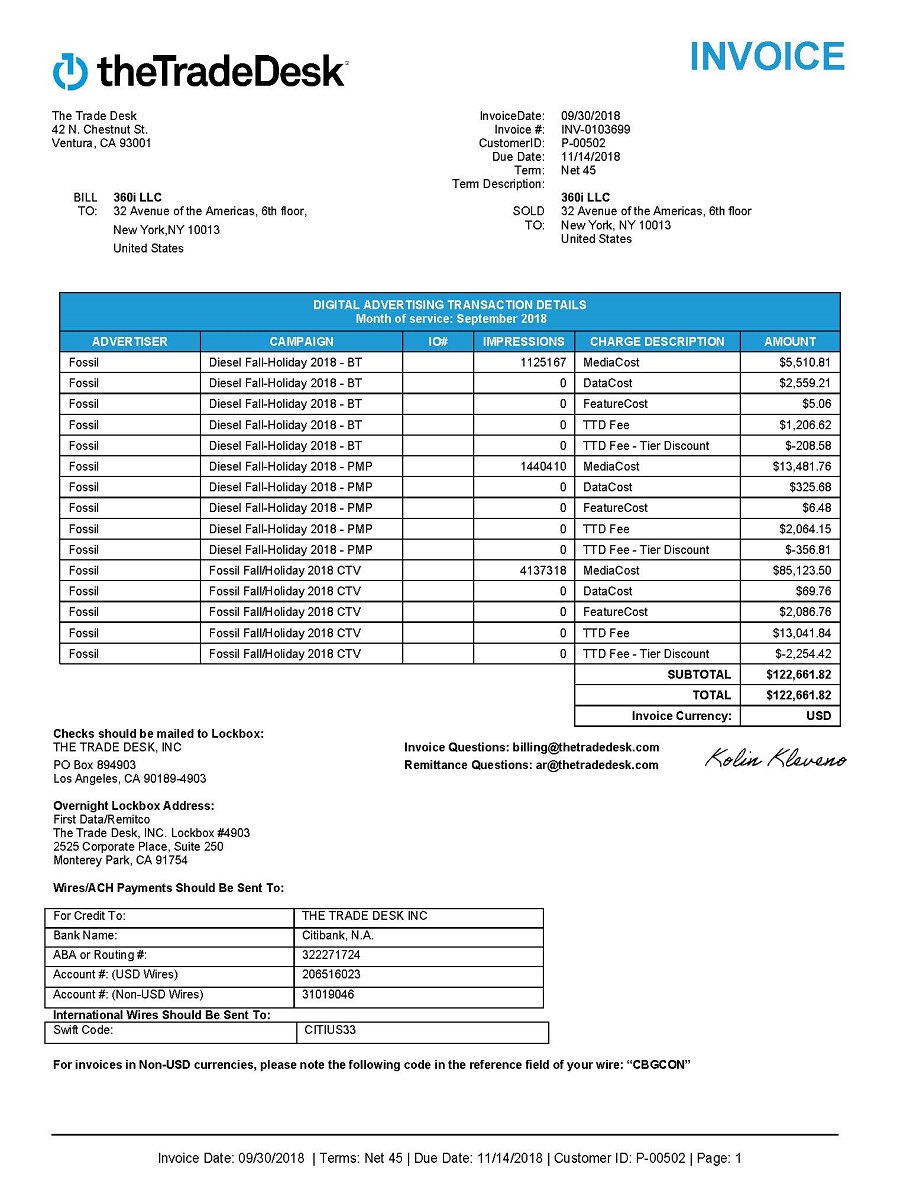 theTradeDesk
INVOICE
The Trade Desk
42 N. Chestnut St.
Ventura, CA 93001
InvoiceDate: 09/30/2018
Invoice #: INV-0103699
CustomerID: P-00502
Due Date: 11/14/2018
Term: Net 45
Term Description:
BILL TO: 360i LLC
32 Avenue of the Americas, 6th floor,
New York,NY 10013
United States
SOLD TO: 360i LLC
32 Avenue of the Americas, 6th floor
New York, NY 10013
United States
DIGITAL ADVERTISING TRANSACTION DETAILS
Month of service: September 2018
ADVERTISER CAMPAIGN IO# IMPRESSIONS CHARGE DESCRIPTION AMOUNT
Fossil Diesel Fall-Holiday 2018 - BT 1125167 MediaCost $5,510.81
Fossil Diesel Fall-Holiday 2018 - BT 0 DataCost $2,559.21
Fossil Diesel Fall-Holiday 2018 - BT 0 FeatureCost $5.06
Fossil Diesel Fall-Holiday 2018 - BT 0 TTD Fee $1,206.62
Fossil Diesel Fall-Holiday 2018 - BT 0 TTD Fee - Tier Discount $-208.58
Fossil Diesel Fall-Holiday 2018 - PMP 1440410 MediaCost $13,481.76
Fossil Diesel Fall-Holiday 2018 - PMP 0 DataCost $325.68
Fossil Diesel Fall-Holiday 2018 - PMP 0 FeatureCost $6.48
Fossil Diesel Fall-Holiday 2018 - PMP 0 TTD Fee $2,064.15
Fossil Diesel Fall-Holiday 2018 - PMP 0 TTD Fee - Tier Discount $-356.81
Fossil Fossil Fall/Holiday 2018 CTV 4137318 MediaCost $85,123.50
Fossil Fossil Fall/Holiday 2018 CTV 0 DataCost $69.76
Fossil Fossil Fall/Holiday 2018 CTV 0 FeatureCost $2,086.76
Fossil Fossil Fall/Holiday 2018 CTV 0 TTD Fee $13,041.84
Fossil Fossil Fall/Holiday 2018 CTV 0 TTD Fee - Tier Discount $-2,254.42
SUBTOTAL $122,661.82
TOTAL $122,661.82
Invoice Currency: USD
Checks should be mailed to Lockbox:
THE TRADE DESK, INC
PO Box 894903
Los Angeles, CA 90189-4903
Invoice Questions: billing@thetradedesk.com
Remittance Questions: ar@thetradedesk.com
Kolin Kleveno
Overnight Lockbox Address:
First Data/Remitco
The Trade Desk, INC. Lockbox #4903
2525 Corporate Place, Suite 250
Monterey Park, CA 91754
Wires/ACH Payments Should Be Sent To:
For Credit To: THE TRADE DESK INC
Bank Name: Citibank, N.A.
ABA or Routing #: 322271724
Account #: (USD Wires) 206516023
Account #: (Non-USD Wires) 31019046
International Wires Should Be Sent To:
Swift Code: CITIUS33
For invoices in Non-USD currencies, please note the following code in the reference field of your wire: “CBGCON”
Invoice Date: 09/30/2018 | Terms: Net 45 | Due Date: 11/14/2018 | Customer ID: P-00502 | Page: 1